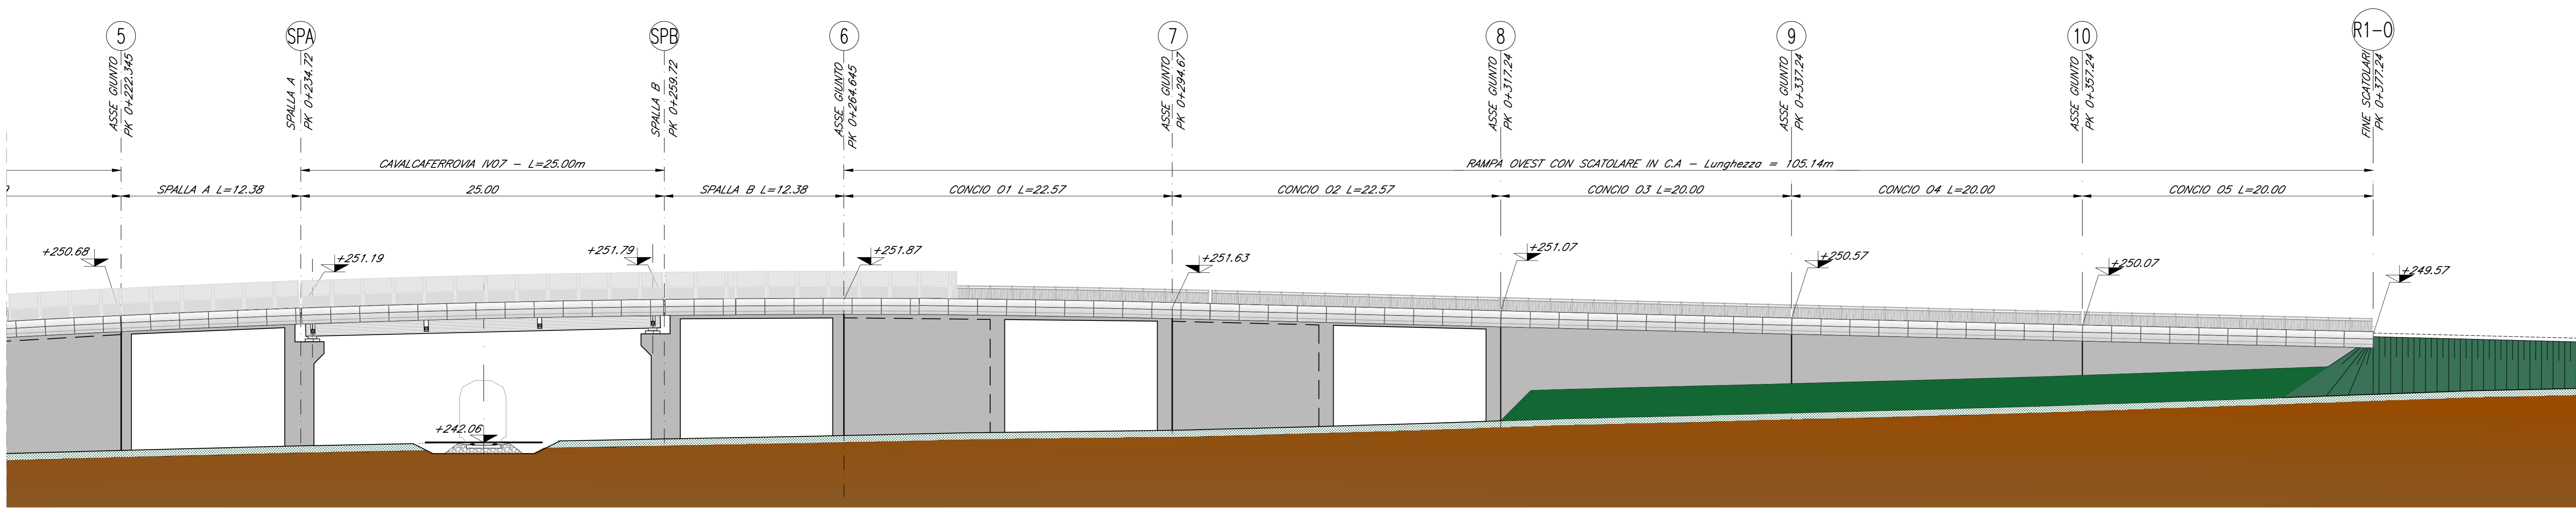 5
SPA
SPB
6
7
8
9
10
R1-0
ASSE GIUNTO
PK 0+222.345
SPALLA A
PK 0+234.72
SPALLA B
PK 0+259.72
ASSE GIUNTO
PK 0+264.645
ASSE GIUNTO
PK 0+294.67
ASSE GIUNTO
PK 0+317.24
ASSE GIUNTO
PK 0+337.24
ASSE GIUNTO
PK 0+357.24
FINE SCATOLARI
PK 0+377.24
CAVALCAFERROVIA IV07 - L=25.00m
RAMPA OVEST CON SCATOLARE IN C.A - Lunghezza = 105.14m
SPALLA A L=12.38
25.00
SPALLA B L=12.38
CONCIO 01 L=22.57
CONCIO 02 L=22.57
CONCIO 03 L=20.00
CONCIO 04 L=20.00
CONCIO 05 L=20.00
+250.68
+251.19
+251.79
+251.87
+251.63
+251.07
+250.57
+250.07
+249.57
+242.06